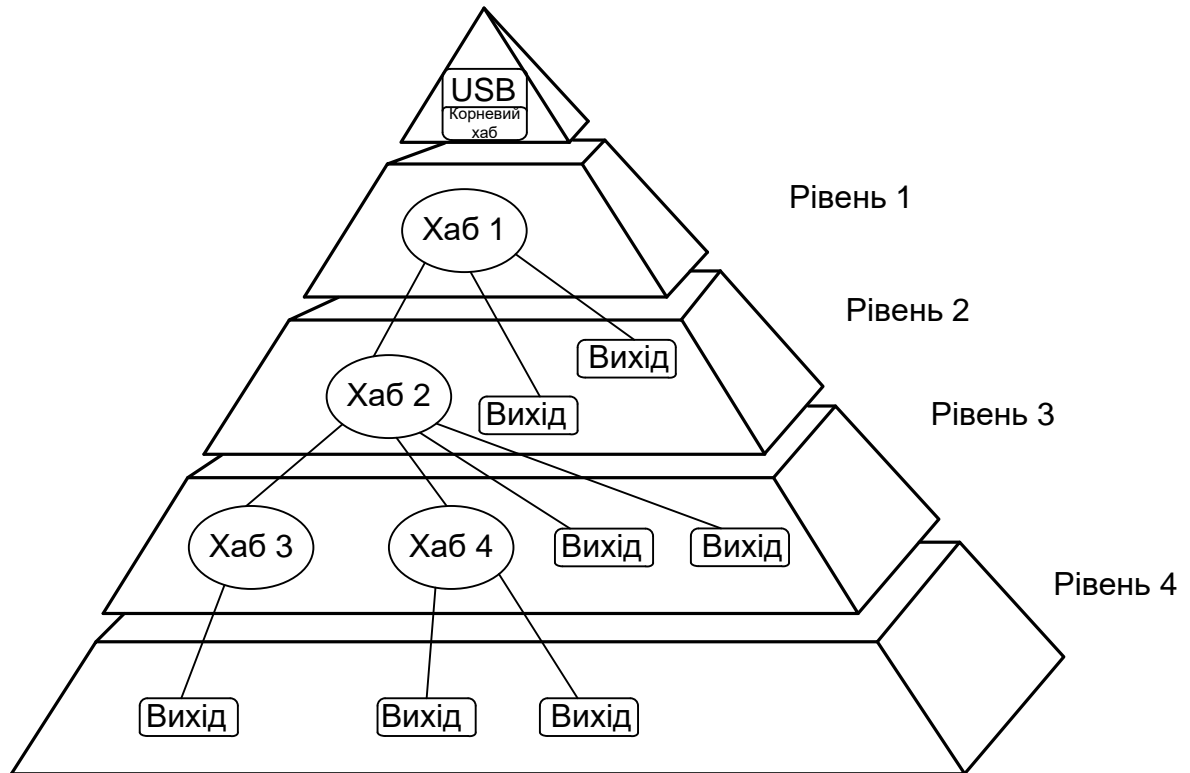 USB
Корневий
хаб
Рівень 1
Хаб 1
Рівень 2
Вихід
Хаб 2
Вихід
Рівень 3
Хаб 3
Хаб 4
Вихід
Вихід
Рівень 4
Вихід
Вихід
Вихід